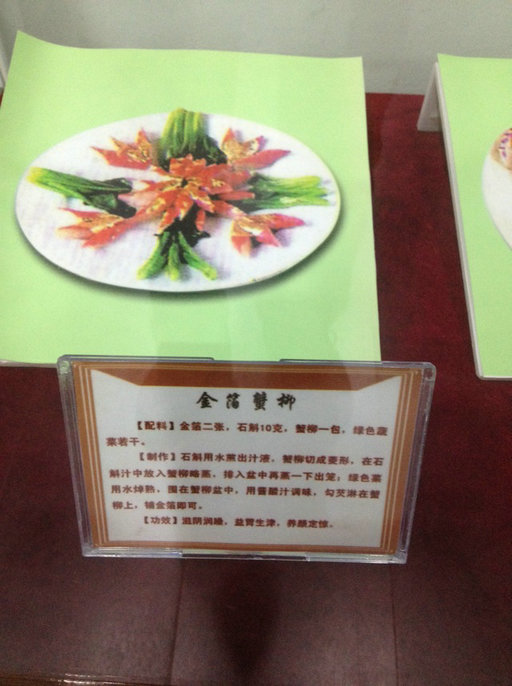 金箔蟹柳
【配料】金箔二张，石斛10克，蟹柳一包，绿色蔬
菜若干。
【制作】石斛用水煎出汁液，蟹柳切成菱形，在石
斛汁中放入蟹柳略蒸，排入盆中再蒸一下出笼；绿色菜
用水焯熟，围在蟹柳盆中，用酱醋汁调味，勾芡淋在蟹
柳上，铺金箔即可。
【功效】滋阴润燥，益胃生津，养颜定惊。